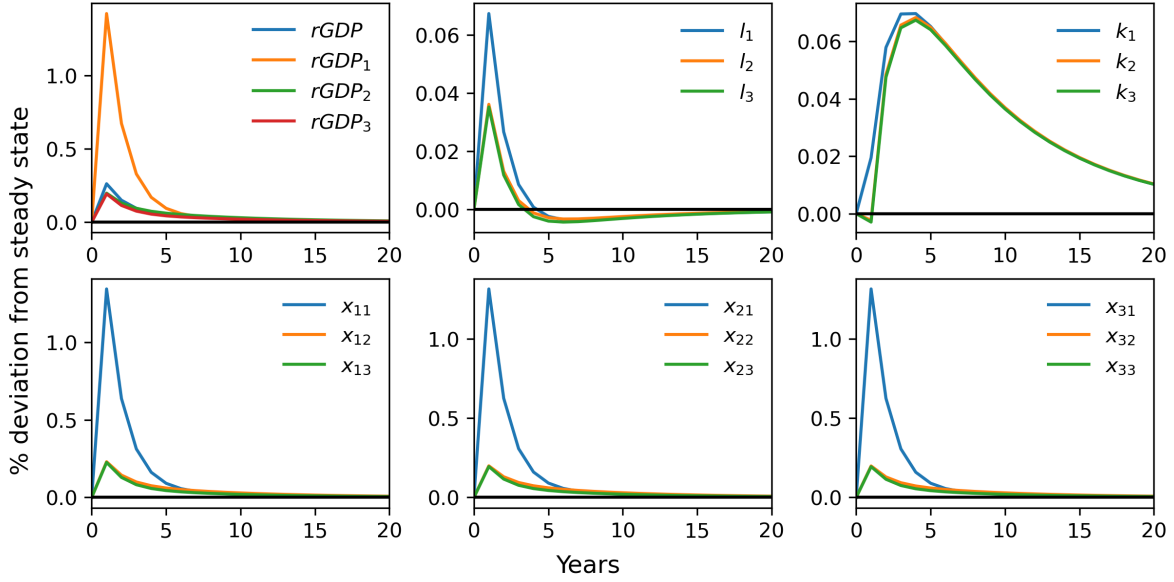 % deviation from steady state
rGDP
rGDP₁
rGDP₂
rGDP₃
1.0
0.5
0.0
0 5 10 15 20
l₁
l₂
l₃
0.06
0.04
0.02
0.00
0 5 10 15 20
k₁
k₂
k₃
0.06
0.04
0.02
0.00
0 5 10 15 20
x₁₁
x₁₂
x₁₃
1.0
0.5
0.0
0 5 10 15 20
x₂₁
x₂₂
x₂₃
1.0
0.5
0.0
0 5 10 15 20
x₃₁
x₃₂
x₃₃
1.0
0.5
0.0
0 5 10 15 20
Years